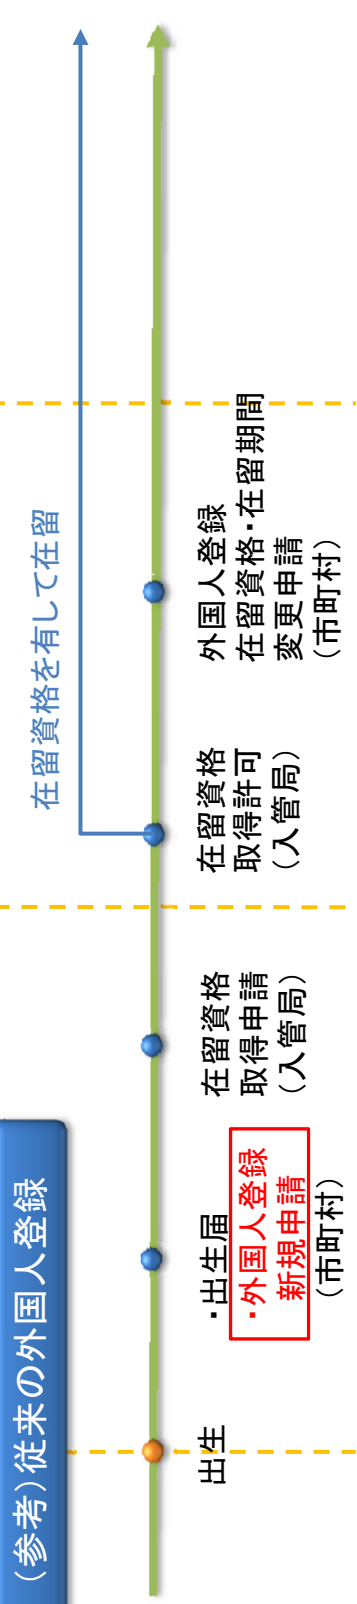 (参考)従来の外国人登録
在留資格を有して在留
出生
・出生届
・外国人登録
新規申請
(市町村)
在留資格
取得申請
(入管局)
在留資格
取得許可
(入管局)
外国人登録
在留資格・在留期間
変更申請
(市町村)